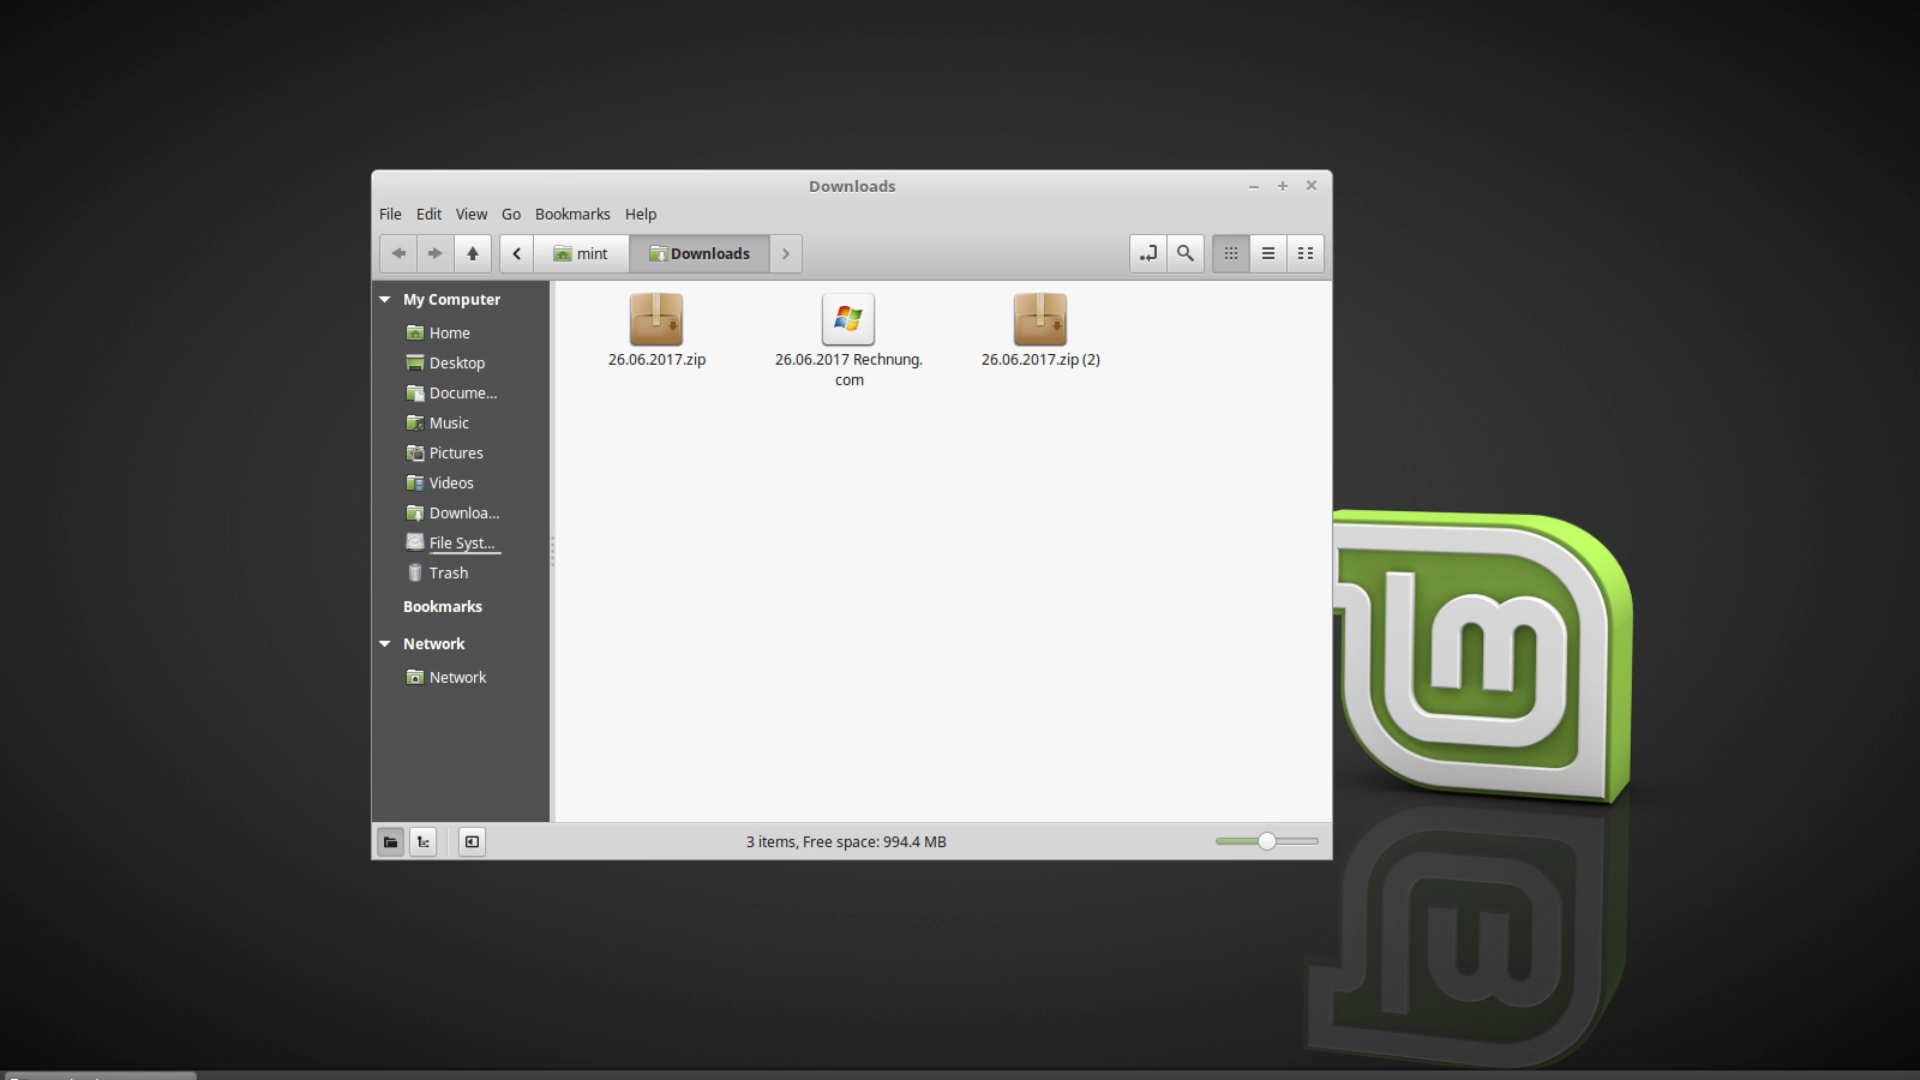 Downloads
File Edit View Go Bookmarks Help
mint Downloads
My Computer
Home
Desktop
Docume...
Music
Pictures
Videos
Downloa...
File Syst...
Trash
Bookmarks
Network
Network
26.06.2017.zip
26.06.2017 Rechnung.
com
26.06.2017.zip (2)
3 items, Free space: 994.4 MB